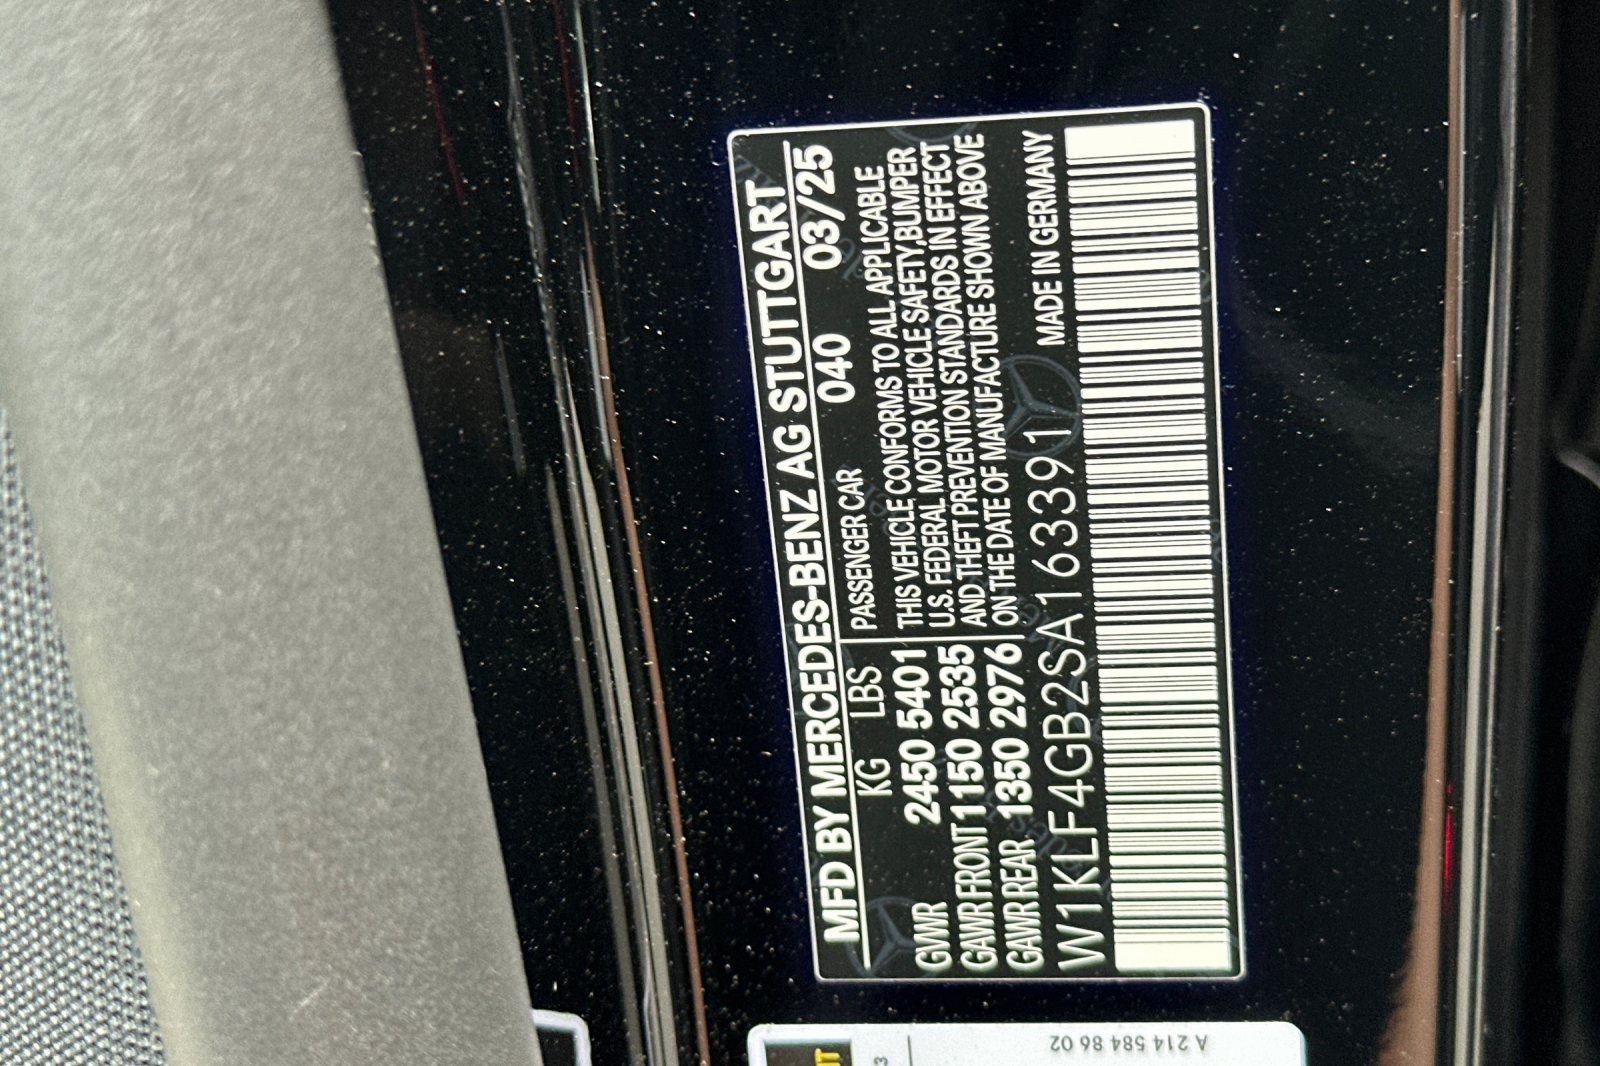 MFD BY MERCEDES-BENZ AG STUTTGART
KG LBS PASSENGER CAR 040 03/25
GVWR 2450 5401 THIS VEHICLE CONFORMS TO ALL APPLICABLE
U.S. FEDERAL MOTOR VEHICLE SAFETY,BUMPER
GAWR FRONT 1150 2535 AND THEFT PREVENTION STANDARDS IN EFFECT
GAWR REAR 1350 2976 ON THE DATE OF MANUFACTURE SHOWN ABOVE
W1KLF4GB2SA163391 MADE IN GERMANY
A 214 584 86 02